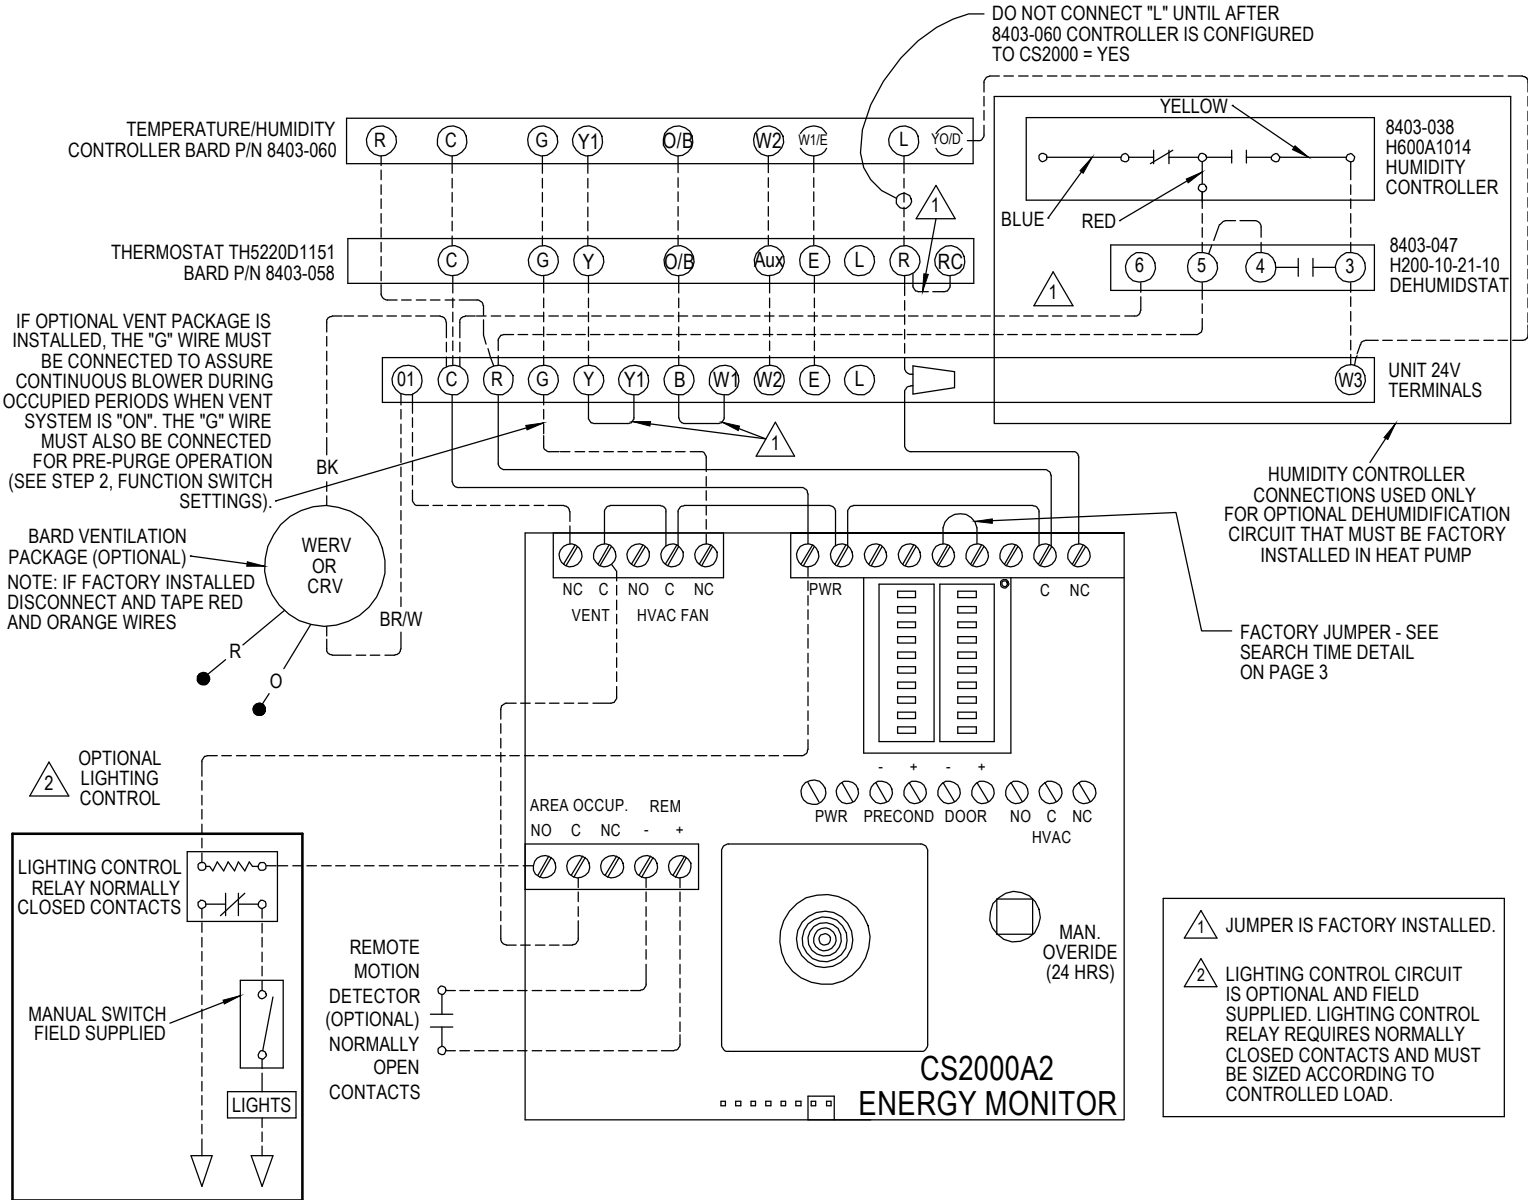 DO NOT CONNECT "L" UNTIL AFTER
8403-060 CONTROLLER IS CONFIGURED
TO CS2000 = YES
TEMPERATURE/HUMIDITY
CONTROLLER BARD P/N 8403-060
R C G Y1 O/B W2 W1/E L YO/D
YELLOW
BLUE
RED
8403-038
H600A1014
HUMIDITY
CONTROLLER
1
THERMOSTAT TH5220D1151
BARD P/N 8403-058
C G Y O/B Aux E L R RC
1
6 5 4 3
8403-047
H200-10-21-10
DEHUMIDSTAT
IF OPTIONAL VENT PACKAGE IS
INSTALLED, THE "G" WIRE MUST
BE CONNECTED TO ASSURE
CONTINUOUS BLOWER DURING
OCCUPIED PERIODS WHEN VENT
SYSTEM IS "ON". THE "G" WIRE
MUST ALSO BE CONNECTED
FOR PRE-PURGE OPERATION
(SEE STEP 2, FUNCTION SWITCH
SETTINGS).
01 C R G Y Y1 B W1 W2 E L W3
UNIT 24V
TERMINALS
1
BK
HUMIDITY CONTROLLER
CONNECTIONS USED ONLY
FOR OPTIONAL DEHUMIDIFICATION
CIRCUIT THAT MUST BE FACTORY
INSTALLED IN HEAT PUMP
BARD VENTILATION
PACKAGE (OPTIONAL)
NOTE: IF FACTORY INSTALLED
DISCONNECT AND TAPE RED
AND ORANGE WIRES
WERV
OR
CRV
BR/W
R
O
NC C NO C NC
VENT HVAC FAN
PWR C NC
FACTORY JUMPER - SEE
SEARCH TIME DETAIL
ON PAGE 3
2
OPTIONAL
LIGHTING
CONTROL
- + - +
PWR PRECOND DOOR NO C NC
HVAC
AREA OCCUP. REM
NO C NC - +
LIGHTING CONTROL
RELAY NORMALLY
CLOSED CONTACTS
MANUAL SWITCH
FIELD SUPPLIED
LIGHTS
REMOTE
MOTION
DETECTOR
(OPTIONAL)
NORMALLY
OPEN
CONTACTS
MAN.
OVERIDE
(24 HRS)
CS2000A2
ENERGY MONITOR
1 JUMPER IS FACTORY INSTALLED.
2 LIGHTING CONTROL CIRCUIT
IS OPTIONAL AND FIELD
SUPPLIED. LIGHTING CONTROL
RELAY REQUIRES NORMALLY
CLOSED CONTACTS AND MUST
BE SIZED ACCORDING TO
CONTROLLED LOAD.